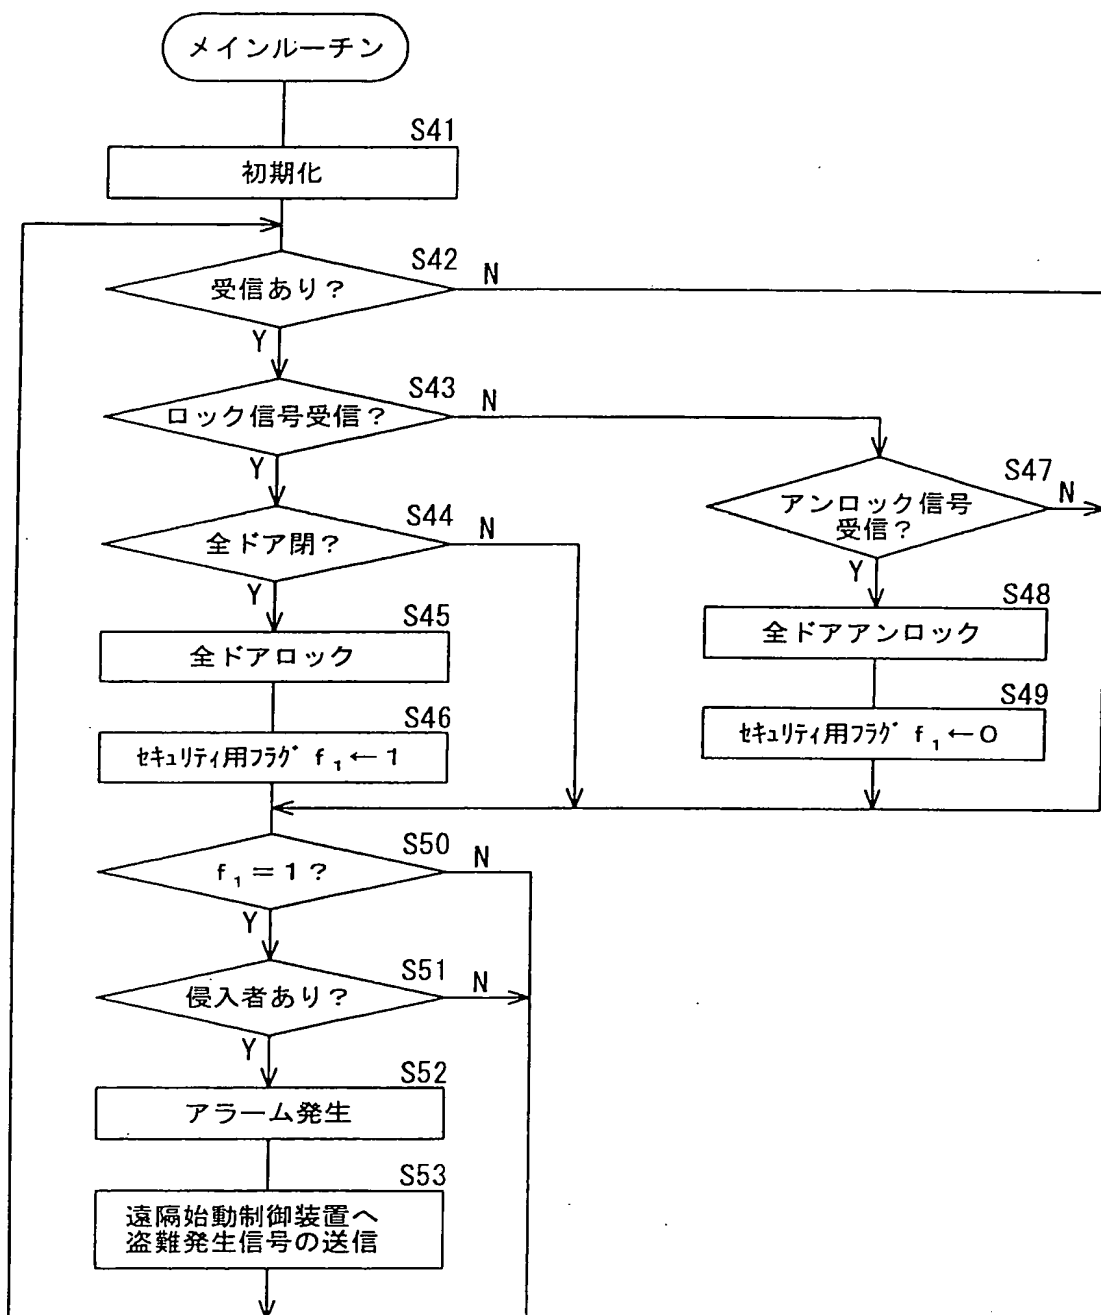 メインルーチン
S41
初期化
S42
受信あり？
N
Y
S43
ロック信号受信？
N
Y
S47
アンロック信号
受信？
N
Y
S44
全ドア閉？
N
Y
S45
全ドアロック
S48
全ドアアンロック
S46
ｾｷｭﾘﾃｨ用ﾌﾗｸﾞ f₁←1
S49
ｾｷｭﾘﾃｨ用ﾌﾗｸﾞ f₁←0
S50
f₁＝1？
N
Y
S51
侵入者あり？
N
Y
S52
アラーム発生
S53
遠隔始動制御装置へ
盗難発生信号の送信